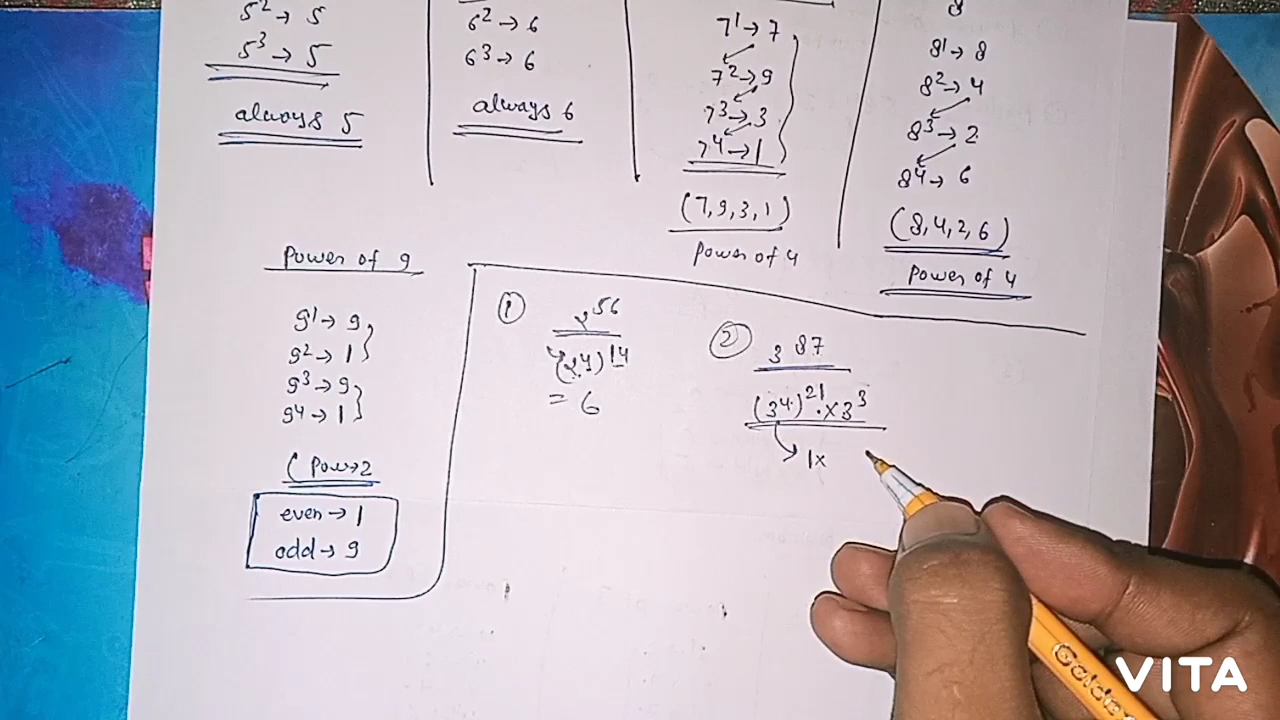 5² → 5
5³ → 5
always 5
6² → 6
6³ → 6
always 6
7¹ → 7
7² → 9
7³ → 3
7⁴ → 1
(7, 9, 3, 1)
Power of 4
8
8¹ → 8
8² → 4
8³ → 2
8⁴ → 6
(8, 4, 2, 6)
Power of 4
Power of 9
9¹ → 9
9² → 1
9³ → 9
9⁴ → 1
(Pow→2
even → 1
odd → 9
①
56
14
= 6
②
3⁸⁷
(3⁴)²¹ · × 3³
→ 1×
Golden
VITA